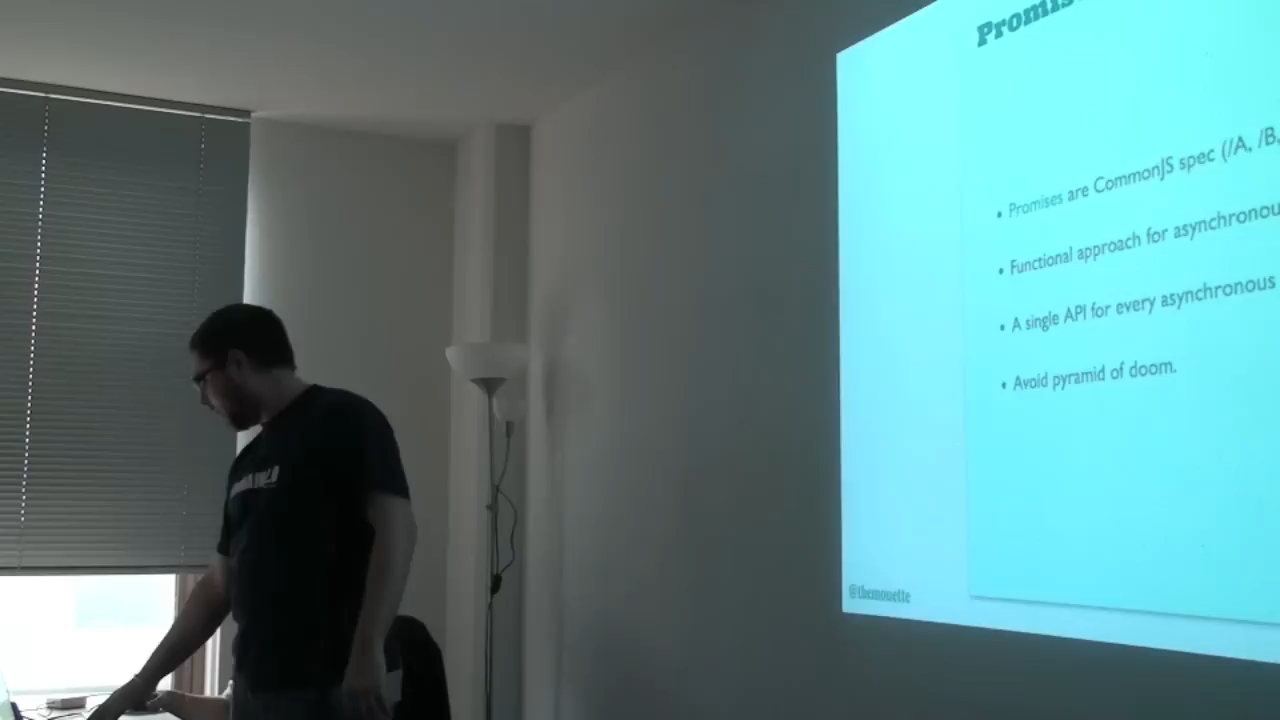 Promis
• Promises are CommonJS spec (/A, /B,
• Functional approach for asynchronou
• A single API for every asynchronous
• Avoid pyramid of doom.
@themouette